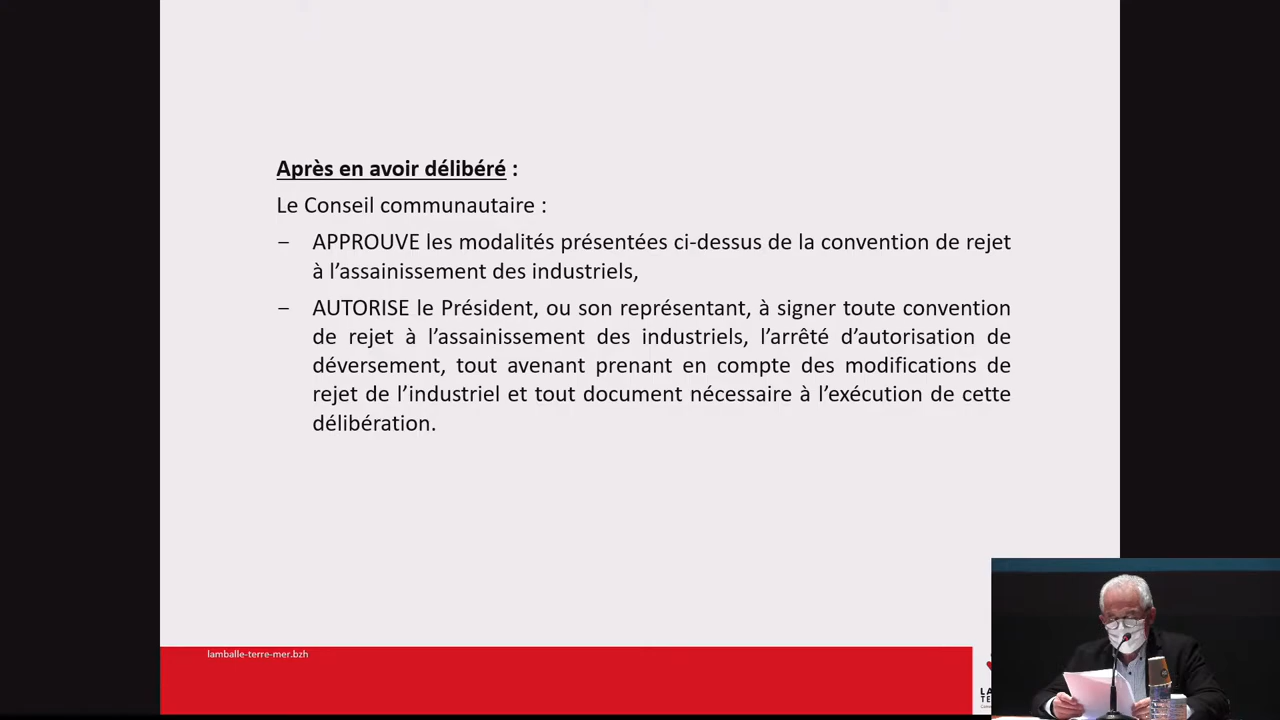 Après en avoir délibéré :
Le Conseil communautaire :
– APPROUVE les modalités présentées ci-dessus de la convention de rejet
à l’assainissement des industriels,
– AUTORISE le Président, ou son représentant, à signer toute convention
de rejet à l’assainissement des industriels, l’arrêté d’autorisation de
déversement, tout avenant prenant en compte des modifications de
rejet de l’industriel et tout document nécessaire à l’exécution de cette
délibération.
lamballe-terre-mer.bzh